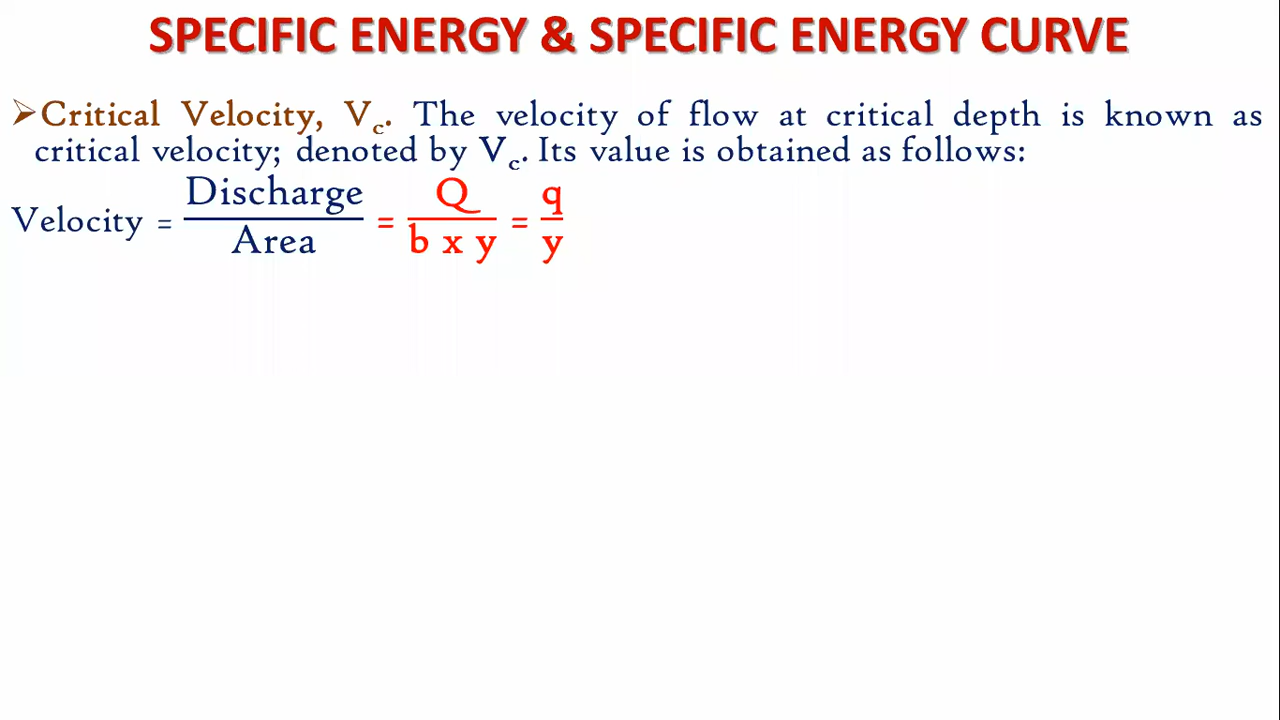 SPECIFIC ENERGY & SPECIFIC ENERGY CURVE
➢Critical Velocity, Vc. The velocity of flow at critical depth is known as
critical velocity; denoted by Vc. Its value is obtained as follows:
Velocity = Discharge / Area = Q / b x y = q / y